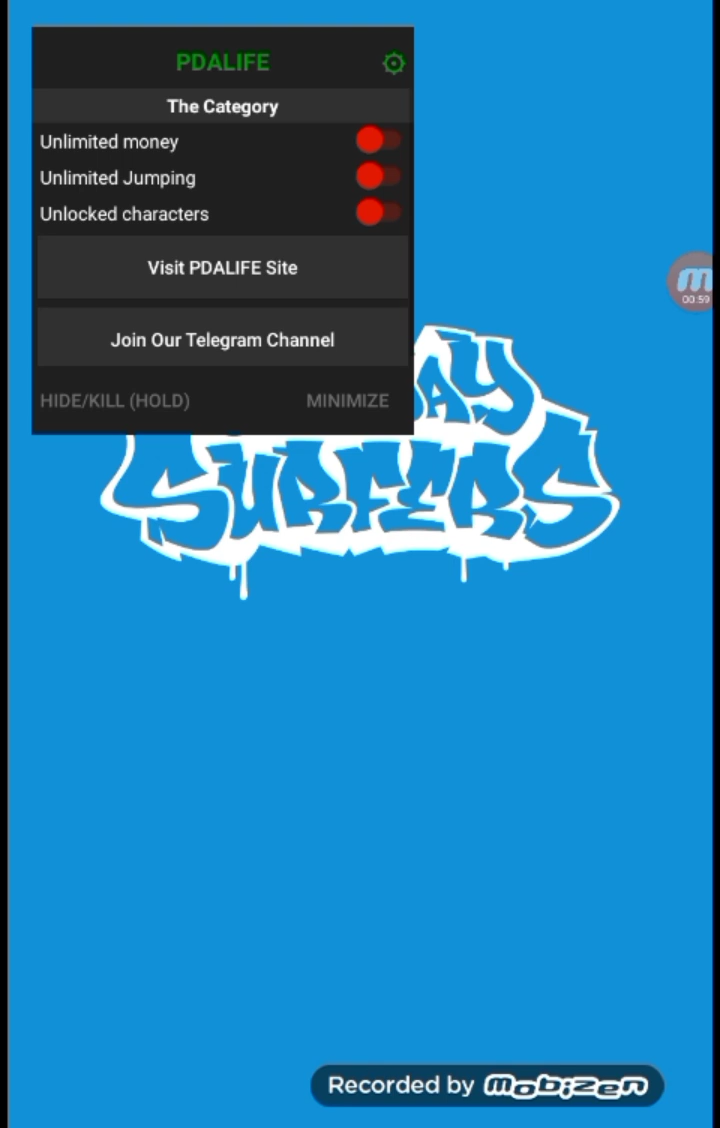 PDALIFE
The Category
Unlimited money
Unlimited Jumping
Unlocked characters
Visit PDALIFE Site
Join Our Telegram Channel
HIDE/KILL (HOLD) MINIMIZE
m
00:59
AY
SURFERS
Recorded by mobizen